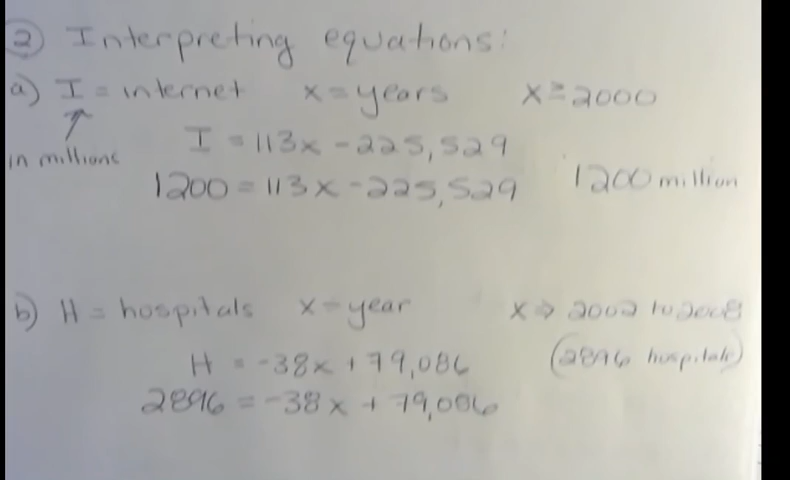 2 Interpreting equations:
a) I = internet x = years x ≥ 2000
↑
in millions
I = 113x - 225,529
1200 = 113x - 225,529 1200 million
b) H = hospitals x = year x → 2002 to 2008
H = -38x + 79,086 (2896 hospitals)
2896 = -38x + 79,086